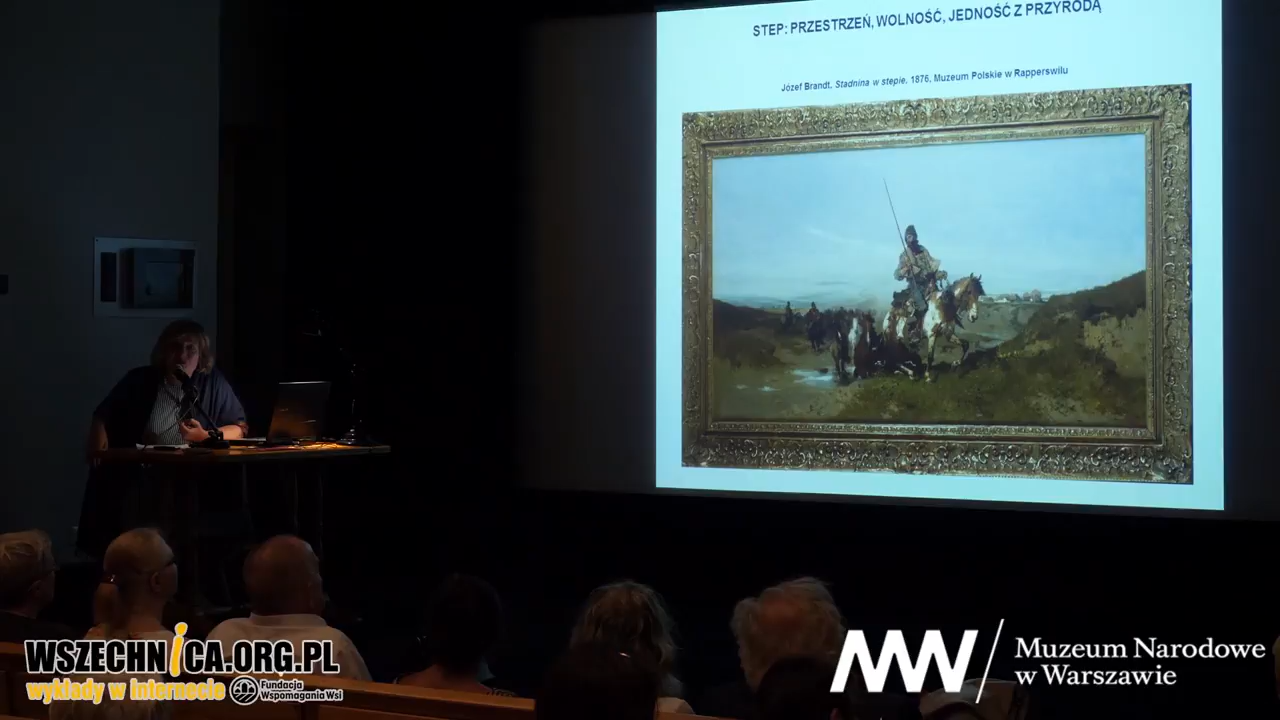 STEP: PRZESTRZEŃ, WOLNOŚĆ, JEDNOŚĆ Z PRZYRODĄ
Józef Brandt, Stadnina w stepie, 1876, Muzeum Polskie w Rapperswilu
WSZECHNICA.ORG.PL
wykłady w internecie
Fundacja
Wspomagania Wsi
MNW
Muzeum Narodowe
w Warszawie